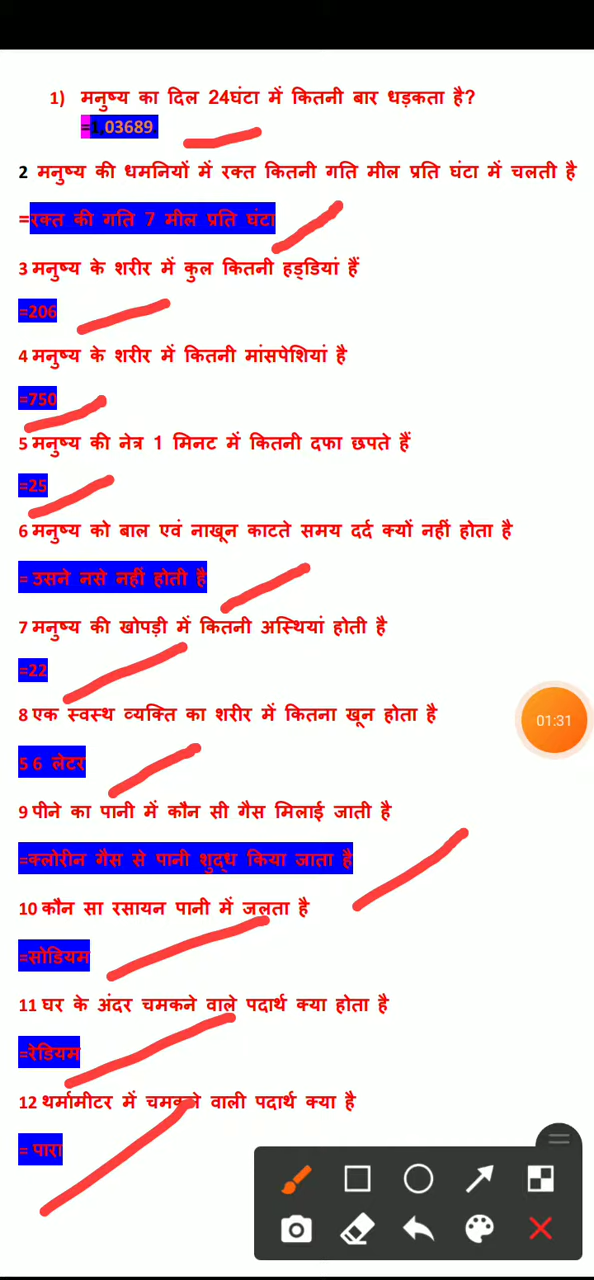 1) मनुष्य का दिल 24घंटा में कितनी बार धड़कता है?
=1,03689,
2 मनुष्य की धमनियों में रक्त कितनी गति मील प्रति घंटा में चलती है
=रक्त की गति 7 मील प्रति घंटा
3 मनुष्य के शरीर में कुल कितनी हड्डियां हैं
=206
4 मनुष्य के शरीर में कितनी मांसपेशियां है
=750
5 मनुष्य की नेत्र 1 मिनट में कितनी दफा छपते हैं
=25
6 मनुष्य को बाल एवं नाखून काटते समय दर्द क्यों नहीं होता है
= उसने नसे नहीं होती है
7 मनुष्य की खोपड़ी में कितनी अस्थियां होती है
=22
8 एक स्वस्थ व्यक्ति का शरीर में कितना खून होता है
5 6 लेटर
9 पीने का पानी में कौन सी गैस मिलाई जाती है
=क्लोरीन गैस से पानी शुद्ध किया जाता है
10 कौन सा रसायन पानी में जलता है
=सोडियम
11 घर के अंदर चमकने वाले पदार्थ क्या होता है
=रेडियम
12 थर्मामीटर में चमकने वाली पदार्थ क्या है
= पारा
01:31